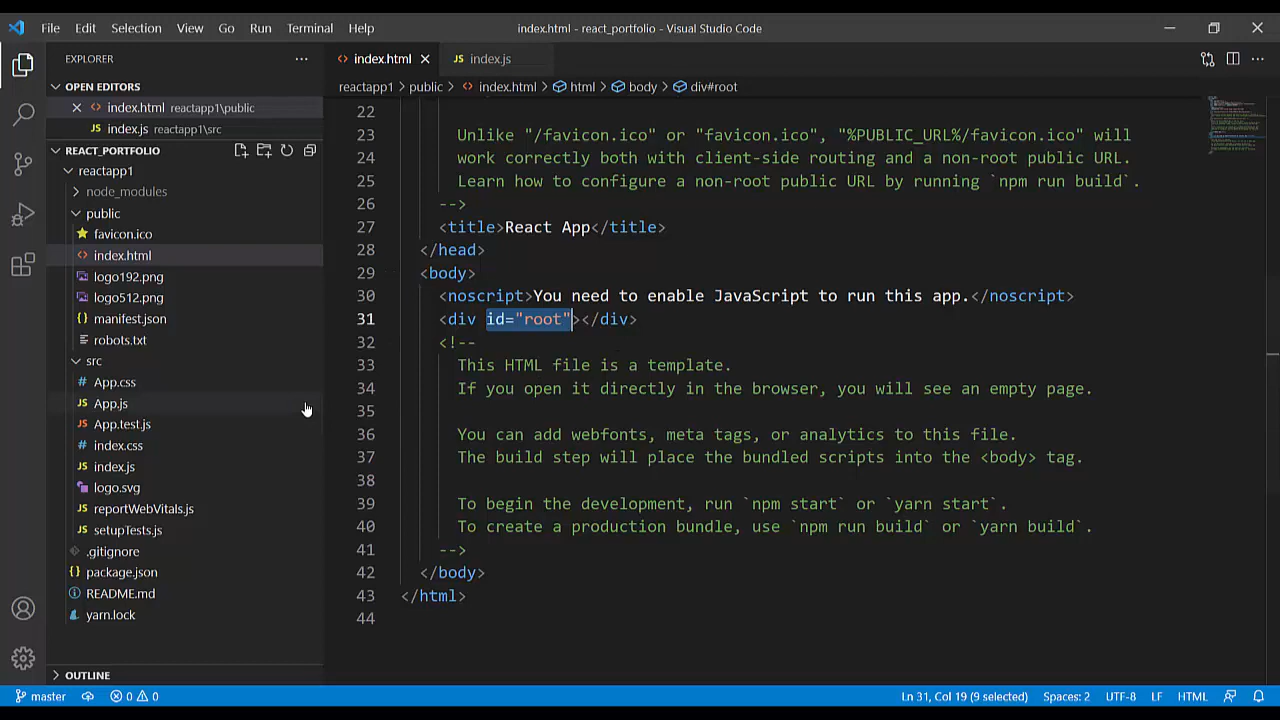 File Edit Selection View Go Run Terminal Help
index.html - react_portfolio - Visual Studio Code
EXPLORER
OPEN EDITORS
index.html reactapp1\public
index.js reactapp1\src
REACT_PORTFOLIO
reactapp1
node_modules
public
favicon.ico
index.html
logo192.png
logo512.png
manifest.json
robots.txt
src
App.css
App.js
App.test.js
index.css
index.js
logo.svg
reportWebVitals.js
setupTests.js
.gitignore
package.json
README.md
yarn.lock
OUTLINE
index.html
index.js
reactapp1 > public > index.html > html > body > div#root
22
23 Unlike "/favicon.ico" or "favicon.ico", "%PUBLIC_URL%/favicon.ico" will
24 work correctly both with client-side routing and a non-root public URL.
25 Learn how to configure a non-root public URL by running `npm run build`.
26 -->
27 <title>React App</title>
28 </head>
29 <body>
30 <noscript>You need to enable JavaScript to run this app.</noscript>
31 <div id="root"></div>
32 <!--
33 This HTML file is a template.
34 If you open it directly in the browser, you will see an empty page.
35
36 You can add webfonts, meta tags, or analytics to this file.
37 The build step will place the bundled scripts into the <body> tag.
38
39 To begin the development, run `npm start` or `yarn start`.
40 To create a production bundle, use `npm run build` or `yarn build`.
41 -->
42 </body>
43 </html>
44
master 0 0 Ln 31, Col 19 (9 selected) Spaces: 2 UTF-8 LF HTML